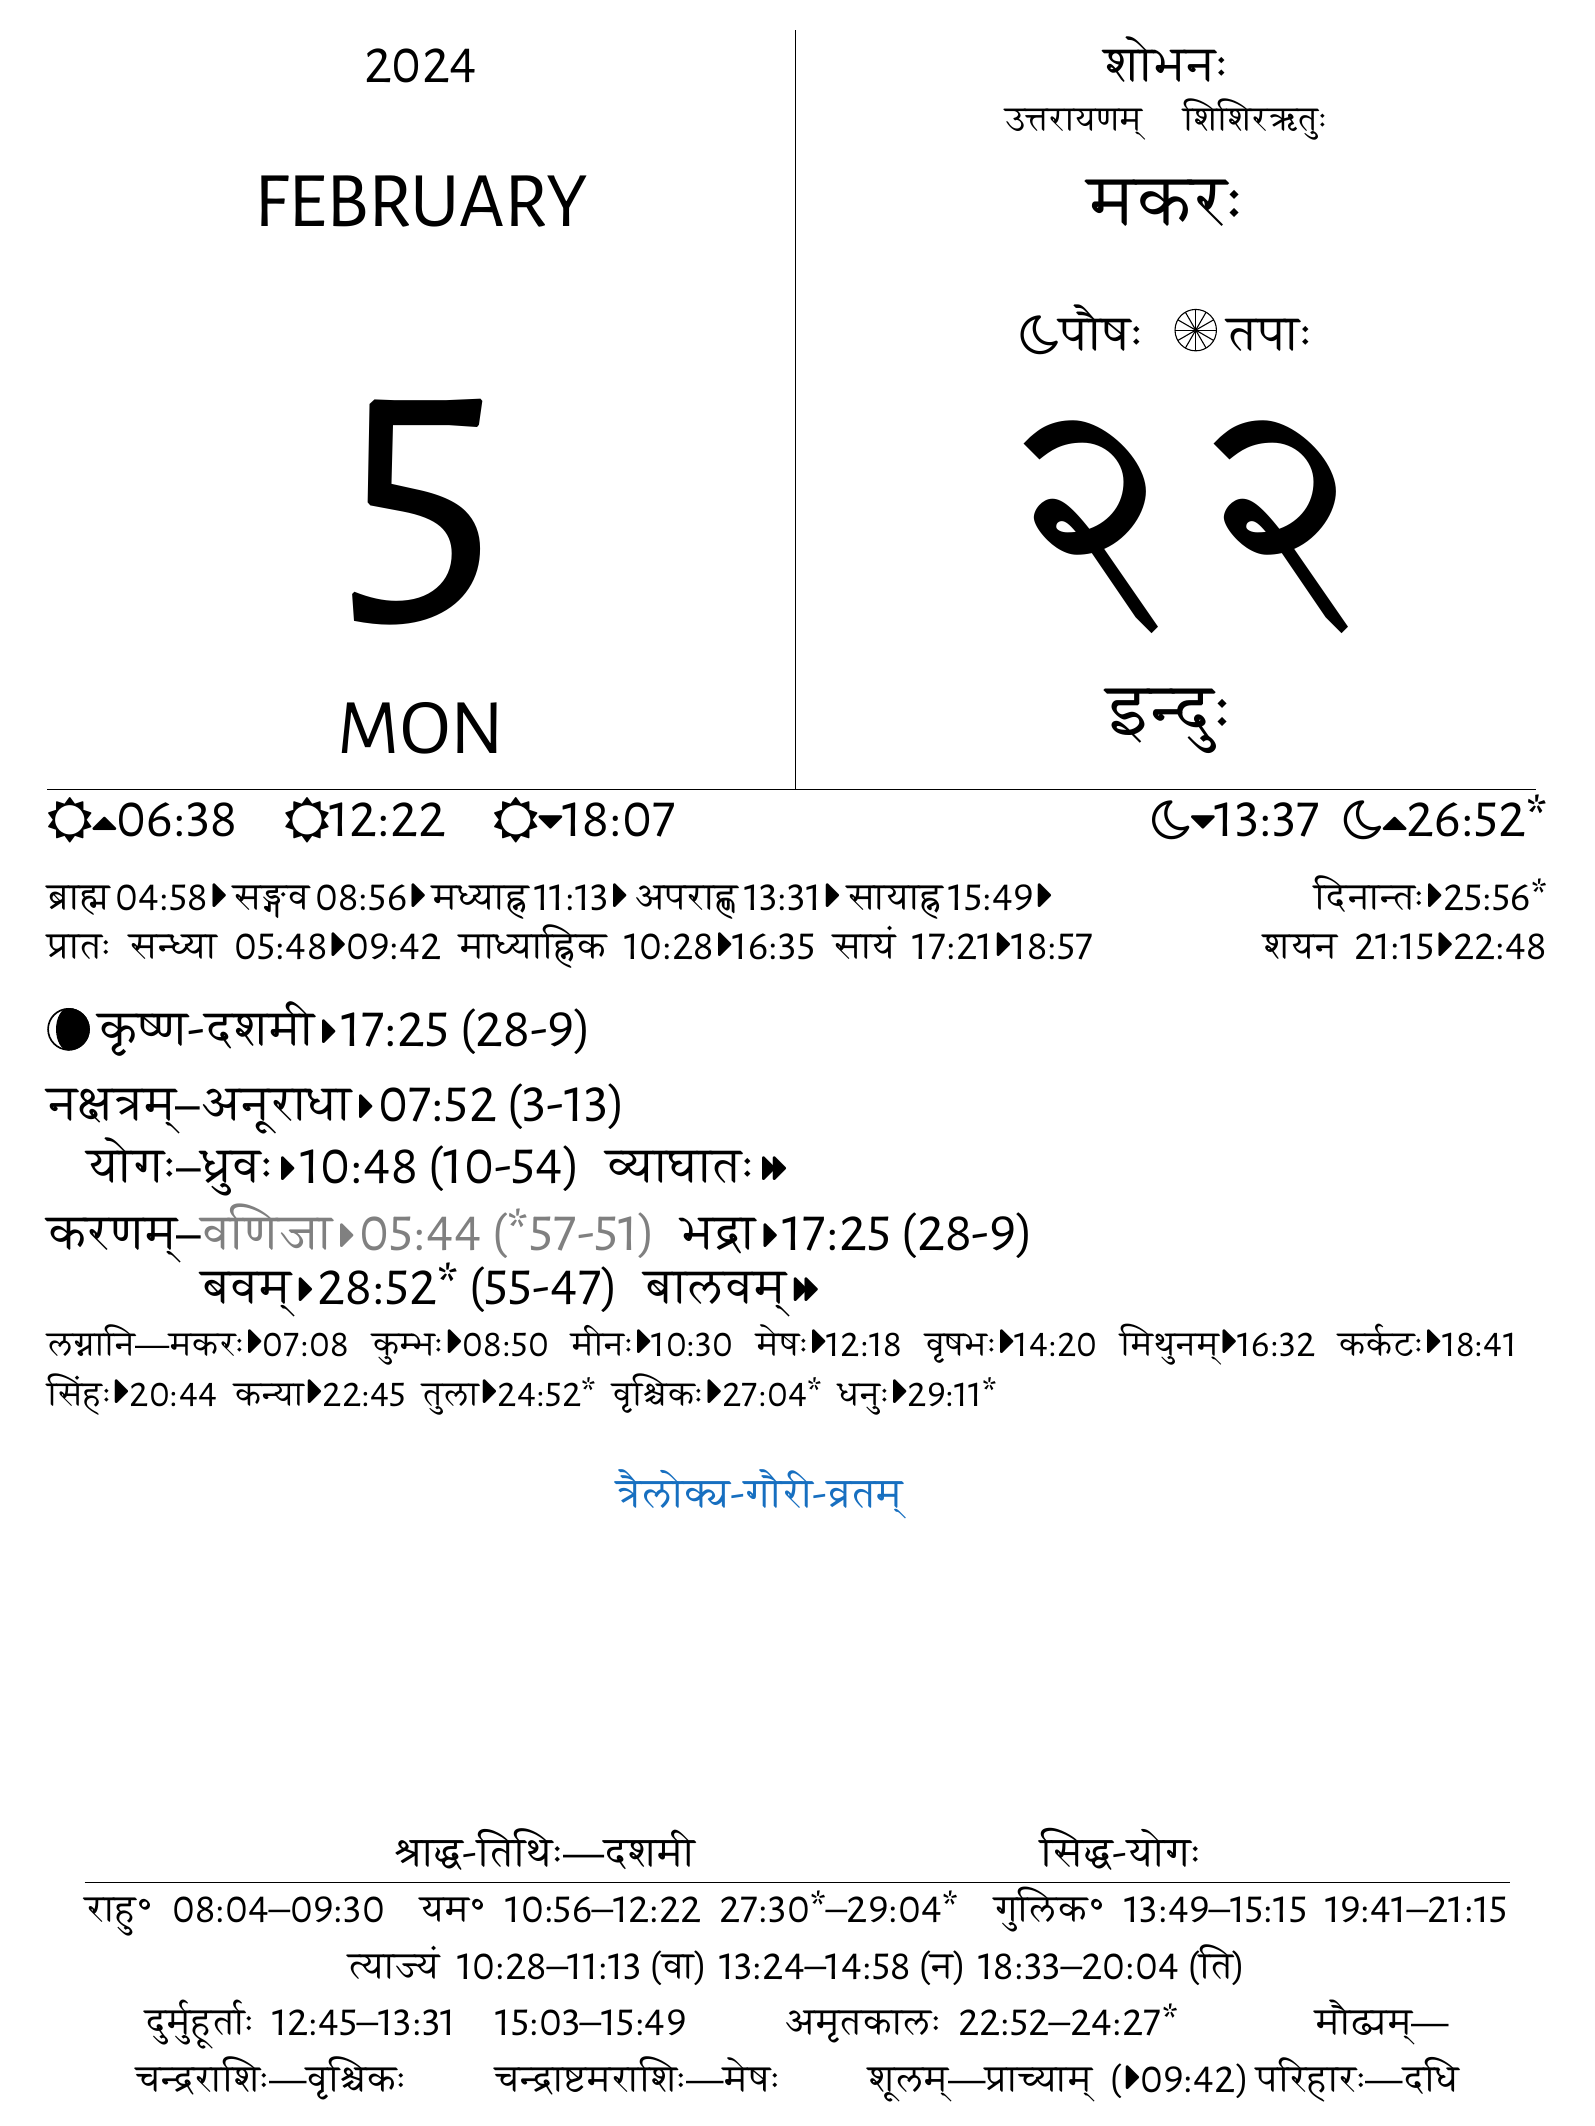 2024
FEBRUARY
5
MON
शोभनः
उत्तरायणम् शिशिरऋतुः
मकरः
पौषः तपाः
२२
इन्दुः
06:38 12:22 18:07 13:37 26:52*
ब्राह्म 04:58 सङ्गव 08:56 मध्याह्न 11:13 अपराह्ण 13:31 सायाह्न 15:49 दिनान्तः 25:56*
प्रातः सन्ध्या 05:48 09:42 माध्याह्निक 10:28 16:35 सायं 17:21 18:57 शयन 21:15 22:48
कृष्ण-दशमी 17:25 (28-9)
नक्षत्रम्–अनूराधा 07:52 (3-13)
योगः–ध्रुवः 10:48 (10-54) व्याघातः
करणम्–वणिजा 05:44 (*57-51) भद्रा 17:25 (28-9)
बवम् 28:52* (55-47) बालवम्
लग्नानि—मकरः 07:08 कुम्भः 08:50 मीनः 10:30 मेषः 12:18 वृषभः 14:20 मिथुनम् 16:32 कर्कटः 18:41
सिंहः 20:44 कन्या 22:45 तुला 24:52* वृश्चिकः 27:04* धनुः 29:11*
त्रैलोक्य-गौरी-व्रतम्
श्राद्ध-तिथिः—दशमी सिद्ध-योगः
राहु° 08:04–09:30 यम° 10:56–12:22 27:30*–29:04* गुलिक° 13:49–15:15 19:41–21:15
त्याज्यं 10:28–11:13 (वा) 13:24–14:58 (न) 18:33–20:04 (ति)
दुर्मुहूर्ताः 12:45–13:31 15:03–15:49 अमृतकालः 22:52–24:27* मौढ्यम्—
चन्द्रराशिः—वृश्चिकः चन्द्राष्टमराशिः—मेषः शूलम्—प्राच्याम् ( 09:42) परिहारः—दधि